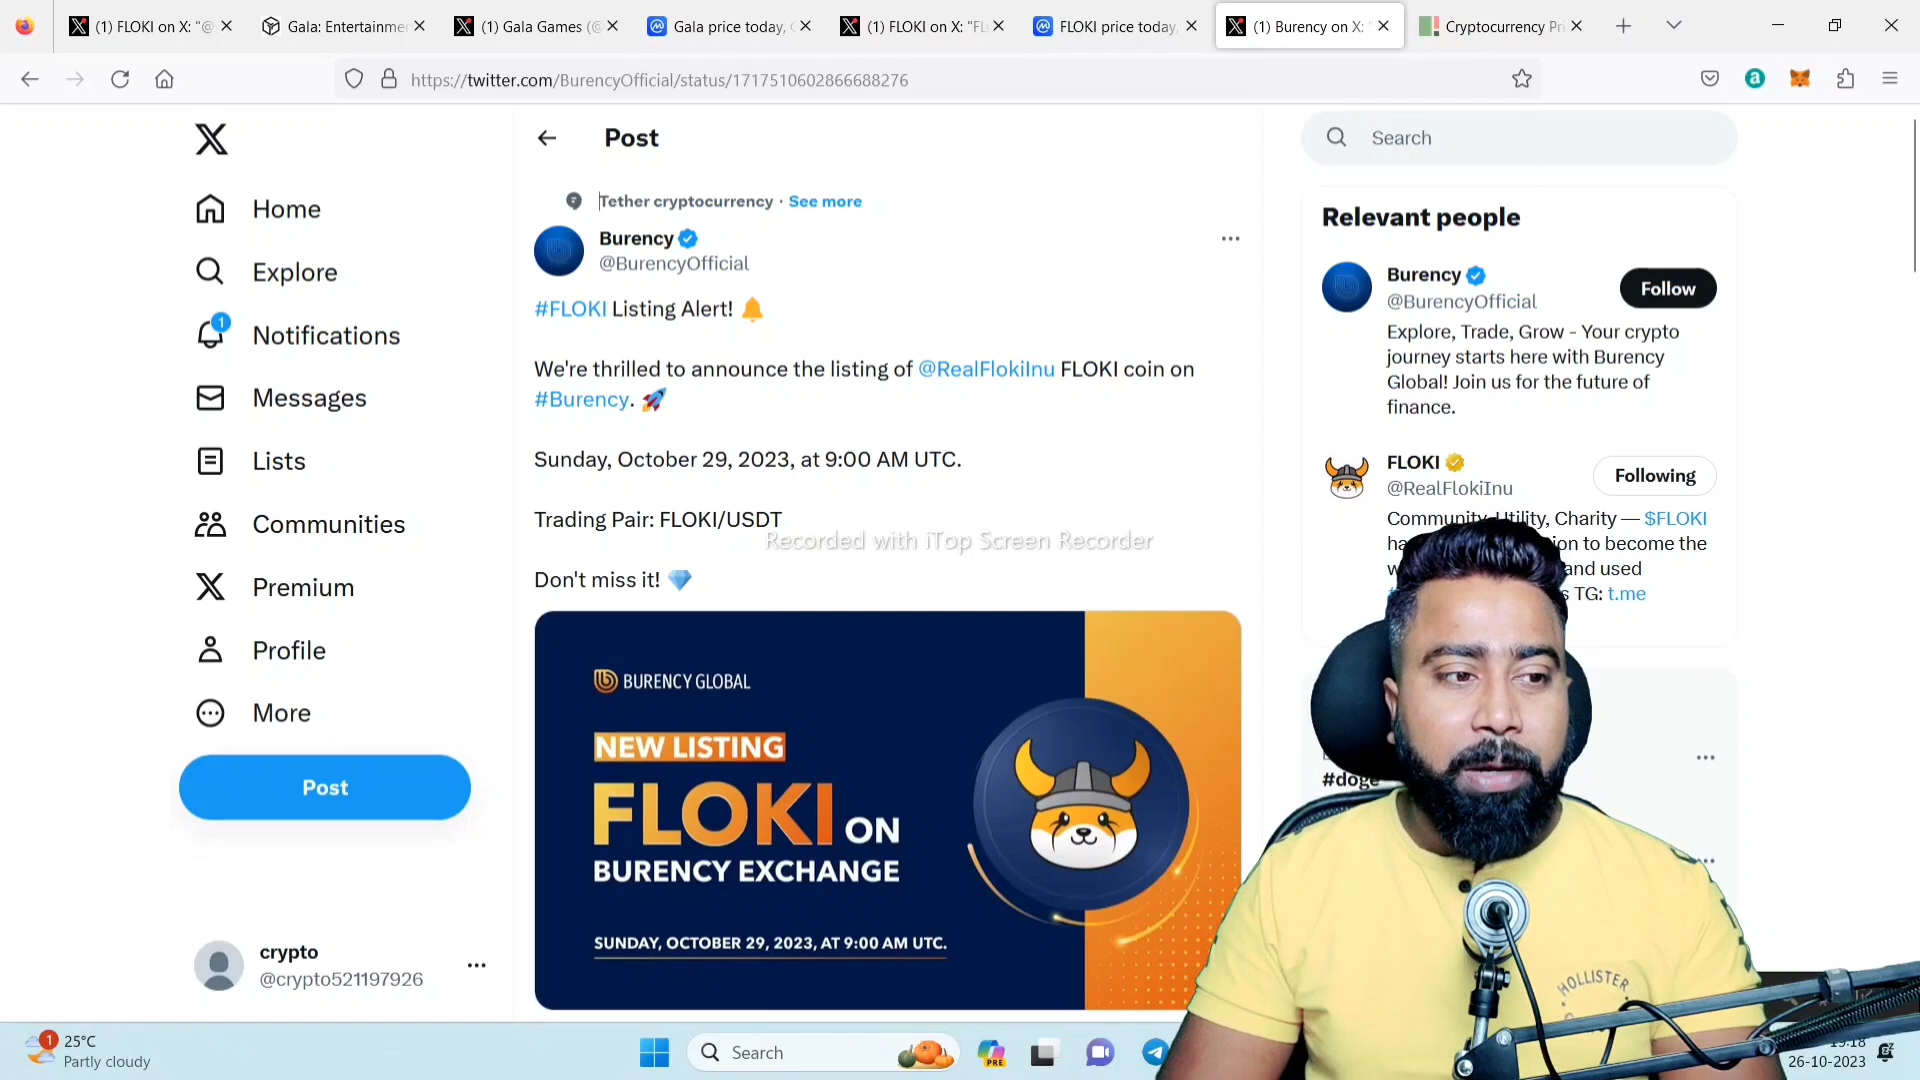 (1) FLOKI on X: "@
Gala: Entertainme
(1) Gala Games (@
Gala price today,
(1) FLOKI on X: "FL
FLOKI price today,
(1) Burency on X: "
Cryptocurrency Pri
https://twitter.com/BurencyOfficial/status/1717510602866688276
Home
Explore
1
Notifications
Messages
Lists
Communities
Premium
Profile
More
Post
crypto
@crypto521197926
Post
Tether cryptocurrency · See more
Burency
@BurencyOfficial
#FLOKI Listing Alert! 🔔
We're thrilled to announce the listing of @RealFlokiInu FLOKI coin on
#Burency. 🚀
Sunday, October 29, 2023, at 9:00 AM UTC.
Trading Pair: FLOKI/USDT
Recorded with iTop Screen Recorder
Don't miss it! 💎
BURENCY GLOBAL
NEW LISTING
FLOKI ON
BURENCY EXCHANGE
SUNDAY, OCTOBER 29, 2023, AT 9:00 AM UTC.
Search
Relevant people
Burency
@BurencyOfficial
Follow
Explore, Trade, Grow - Your crypto
journey starts here with Burency
Global! Join us for the future of
finance.
FLOKI
@RealFlokiInu
Following
Community, Utility, Charity — $FLOKI
to become the
and used
TG: t.me
#doge
HOLLISTER
1
25°C
Partly cloudy
Search
PRE
19:18
26-10-2023